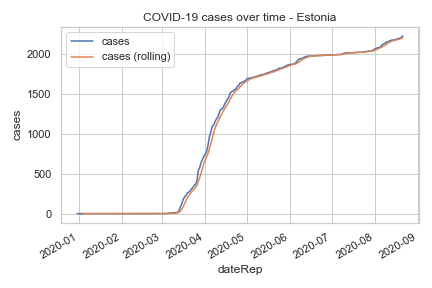 COVID-19 cases over time - Estonia
cases
cases (rolling)
2000
1500
1000
500
0
cases
2020-01
2020-02
2020-03
2020-04
2020-05
2020-06
2020-07
2020-08
2020-09
dateRep